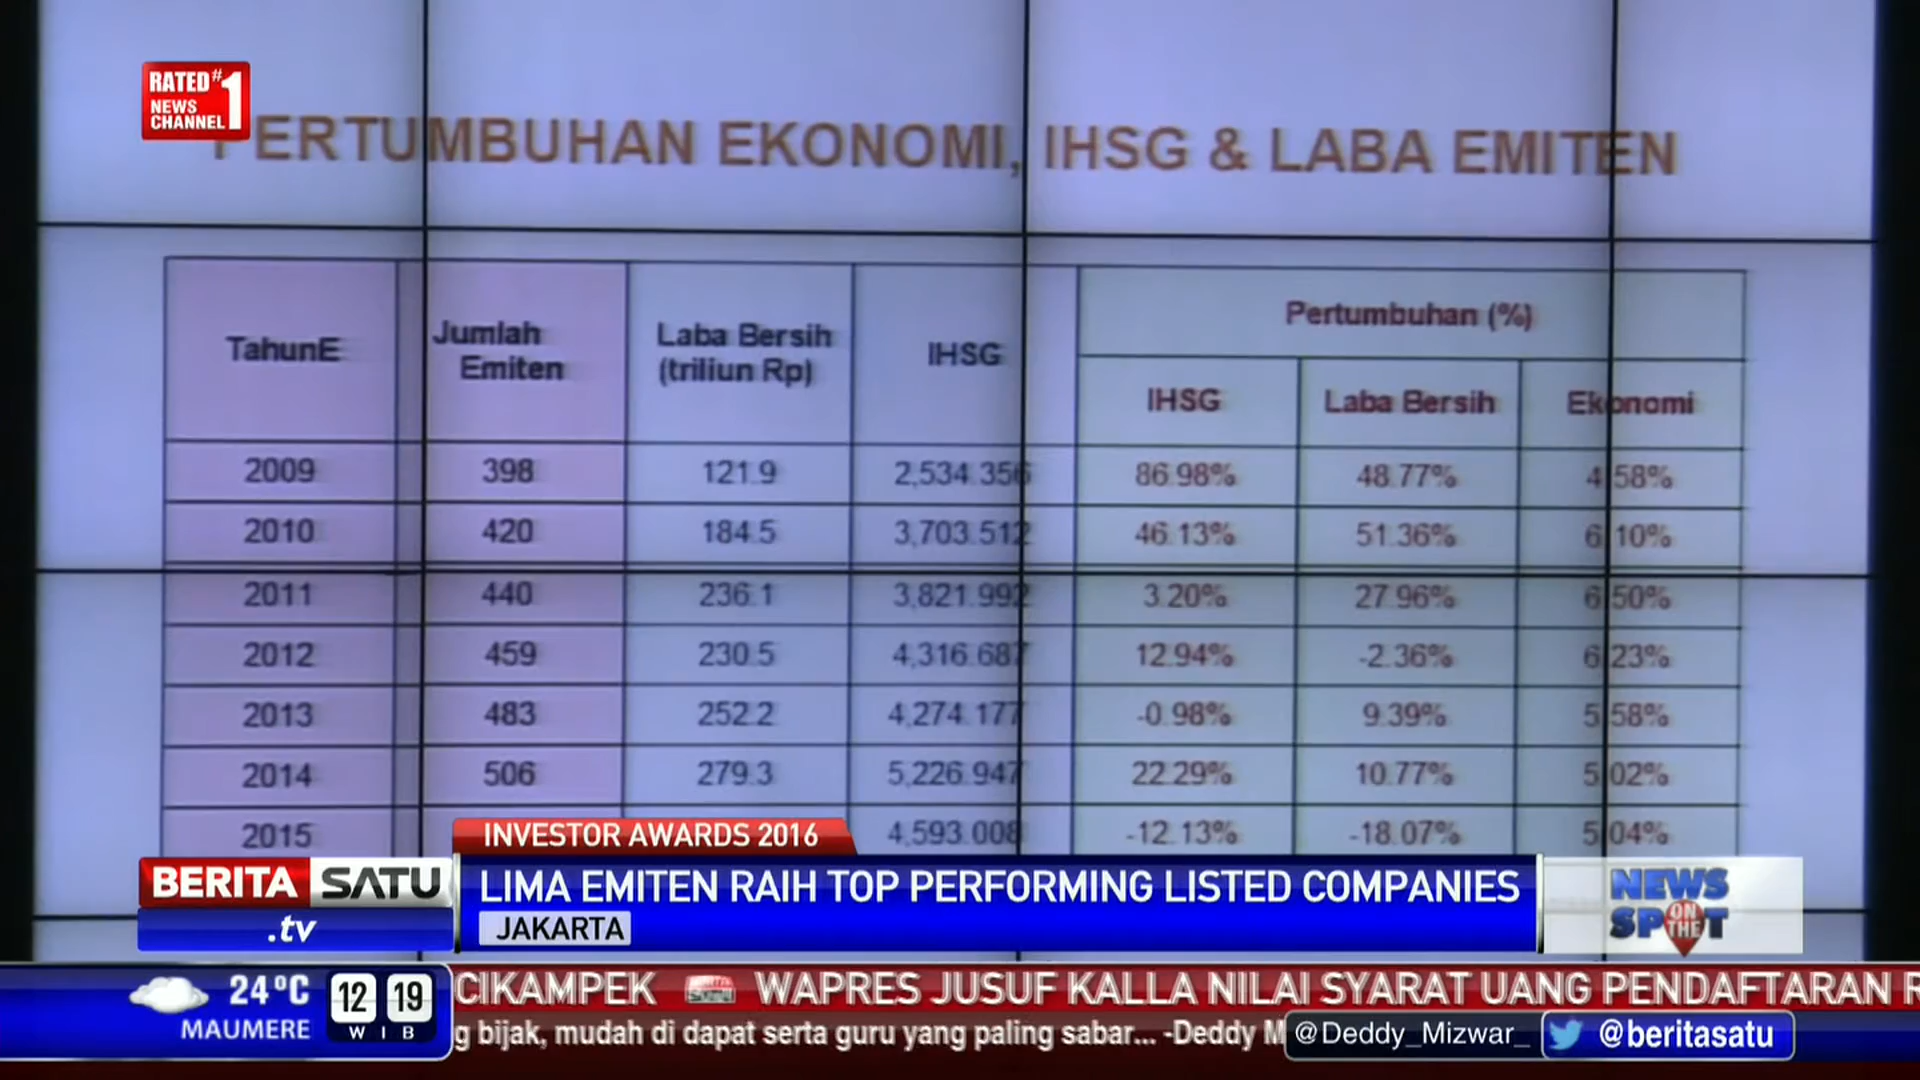 RATED #1
NEWS
CHANNEL
PERTUMBUHAN EKONOMI, IHSG & LABA EMITEN
TahunE
Jumlah
Emiten
Laba Bersih
(triliun Rp)
IHSG
Pertumbuhan (%)
IHSG
Laba Bersih
Ekonomi
2009 398 121.9 2,534.356 86.98% 48.77% 4.58%
2010 420 184.5 3,703.512 46.13% 51.36% 6.10%
2011 440 236.1 3,821.992 3.20% 27.96% 6.50%
2012 459 230.5 4,316.687 12.94% -2.36% 6.23%
2013 483 252.2 4,274.177 -0.98% 9.39% 5.58%
2014 506 279.3 5,226.947 22.29% 10.77% 5.02%
2015 4,593.008 -12.13% -18.07% 5.04%
INVESTOR AWARDS 2016
BERITA SATU
.tv
LIMA EMITEN RAIH TOP PERFORMING LISTED COMPANIES
JAKARTA
NEWS
ON THE
SPOT
24°C
MAUMERE
12 19
WIB
CIKAMPEK WAPRES JUSUF KALLA NILAI SYARAT UANG PENDAFTARAN R
g bijak, mudah di dapat serta guru yang paling sabar... -Deddy M
@Deddy_Mizwar_
@beritasatu